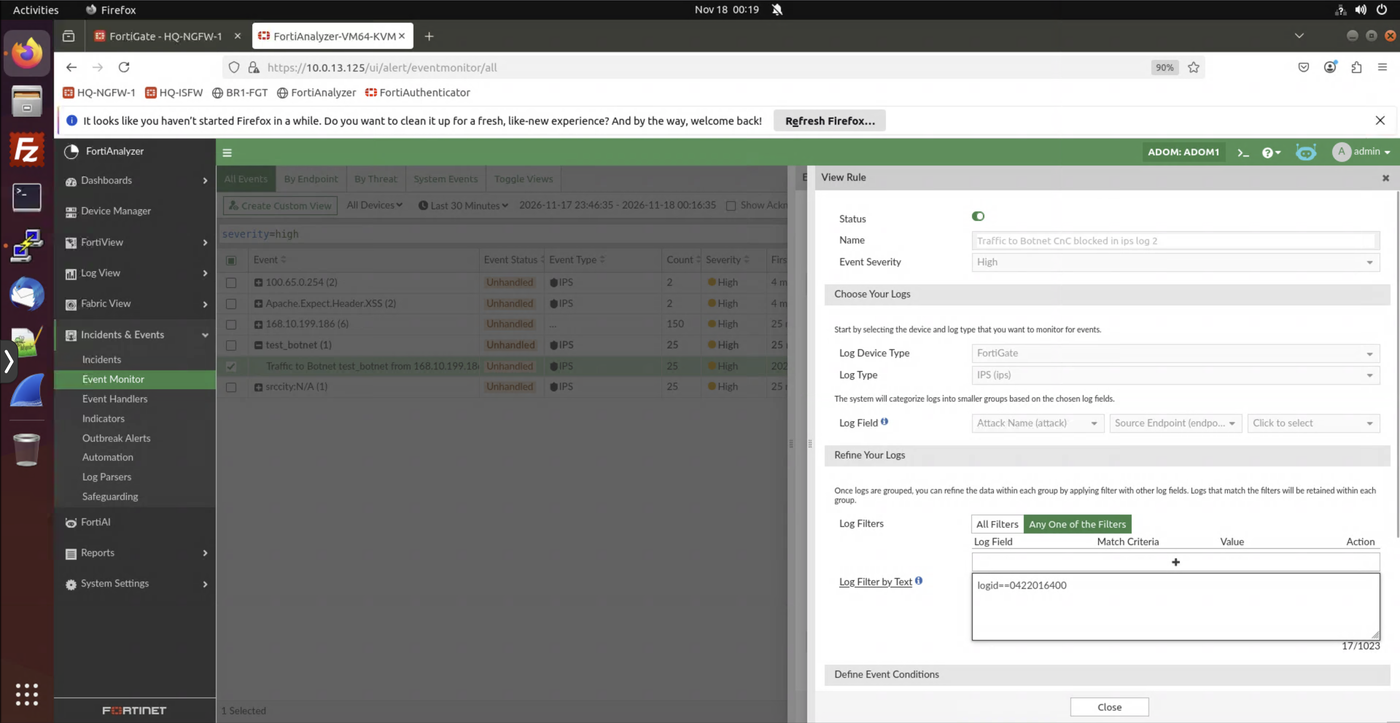 Activities Firefox Nov 18 00:19
FortiGate - HQ-NGFW-1 FortiAnalyzer-VM64-KVM
https://10.0.13.125/ui/alert/eventmonitor/all 90%
HQ-NGFW-1 HQ-ISFW BR1-FGT FortiAnalyzer FortiAuthenticator
It looks like you haven't started Firefox in a while. Do you want to clean it up for a fresh, like-new experience? And by the way, welcome back! Refresh Firefox...
FortiAnalyzer ADOM: ADOM1 A admin
Dashboards
Device Manager
FortiView
Log View
Fabric View
Incidents & Events
Incidents
Event Monitor
Event Handlers
Indicators
Outbreak Alerts
Automation
Log Parsers
Safeguarding
FortiAI
Reports
System Settings
FORTINET
All Events By Endpoint By Threat System Events Toggle Views
Create Custom View All Devices Last 30 Minutes 2026-11-17 23:46:35 - 2026-11-18 00:16:35 Show Ackn
severity=high
Event Event Status Event Type Count Severity Firs
100.65.0.254 (2) Unhandled IPS 2 High 4 m
Apache.Expect.Header.XSS (2) Unhandled IPS 2 High 4 m
168.10.199.186 (6) Unhandled ... 150 High 25 m
test_botnet (1) Unhandled IPS 25 High 25 m
Traffic to Botnet test_botnet from 168.10.199.18 Unhandled IPS 25 High 202
srccity:N/A (1) Unhandled IPS 25 High 25 m
1 Selected
View Rule
Status
Name Traffic to Botnet CnC blocked in ips log 2
Event Severity High
Choose Your Logs
Start by selecting the device and log type that you want to monitor for events.
Log Device Type FortiGate
Log Type IPS (ips)
The system will categorize logs into smaller groups based on the chosen log fields.
Log Field Attack Name (attack) Source Endpoint (endpo... Click to select
Refine Your Logs
Once logs are grouped, you can refine the data within each group by applying filter with other log fields. Logs that match the filters will be retained within each
group.
Log Filters All Filters Any One of the Filters
Log Field Match Criteria Value Action
+
Log Filter by Text logid==0422016400
17/1023
Define Event Conditions
Close